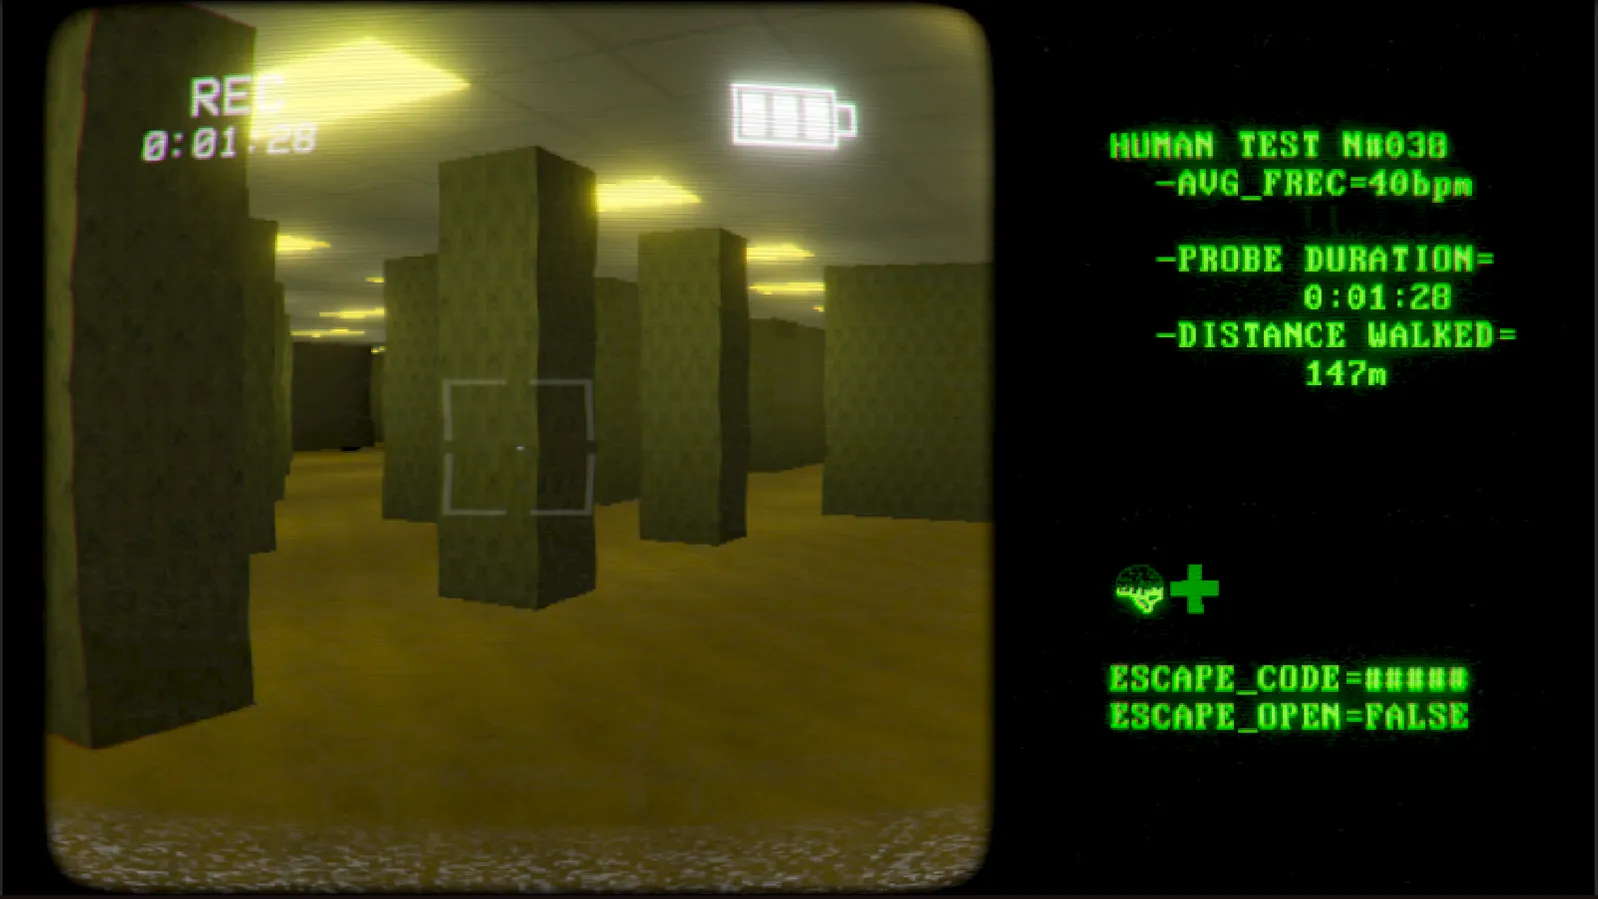 REC
0:01:28
HUMAN TEST N#038
-AVG_FREC=40bpm
-PROBE DURATION=
0:01:28
-DISTANCE WALKED=
147m
ESCAPE_CODE=#####
ESCAPE_OPEN=FALSE